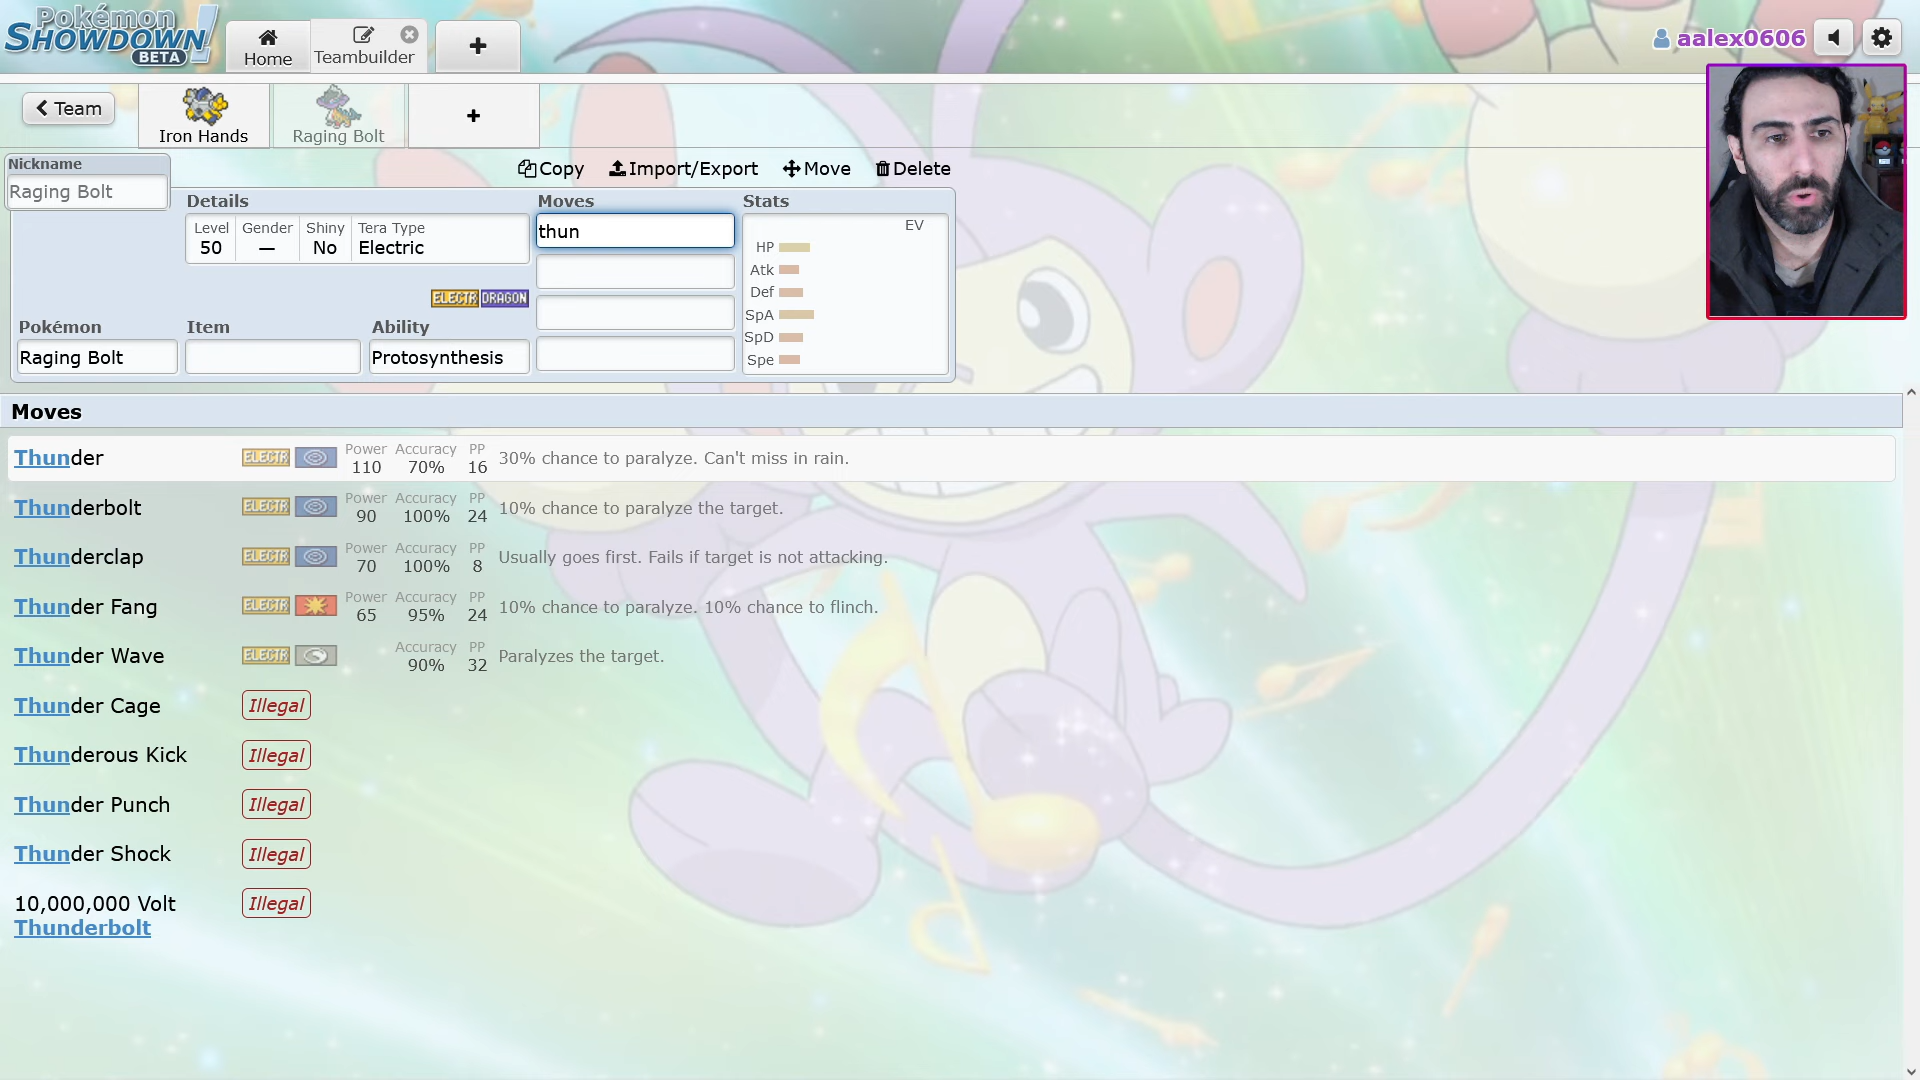 Pokémon
SHOWDOWN!
BETA
Home
Teambuilder
aalex0606
Team
Iron Hands
Raging Bolt
Nickname
Raging Bolt
Copy
Import/Export
Move
Delete
Details
Moves
Stats
Level
Gender
Shiny
Tera Type
50
—
No
Electric
thun
EV
HP
Atk
Def
SpA
SpD
Spe
ELECTR DRAGON
Pokémon
Item
Ability
Raging Bolt
Protosynthesis
Moves
Thunder ELECTR Power 110 Accuracy 70% PP 16 30% chance to paralyze. Can't miss in rain.
Thunderbolt ELECTR Power 90 Accuracy 100% PP 24 10% chance to paralyze the target.
Thunderclap ELECTR Power 70 Accuracy 100% PP 8 Usually goes first. Fails if target is not attacking.
Thunder Fang ELECTR Power 65 Accuracy 95% PP 24 10% chance to paralyze. 10% chance to flinch.
Thunder Wave ELECTR Accuracy 90% PP 32 Paralyzes the target.
Thunder Cage Illegal
Thunderous Kick Illegal
Thunder Punch Illegal
Thunder Shock Illegal
10,000,000 Volt Illegal
Thunderbolt